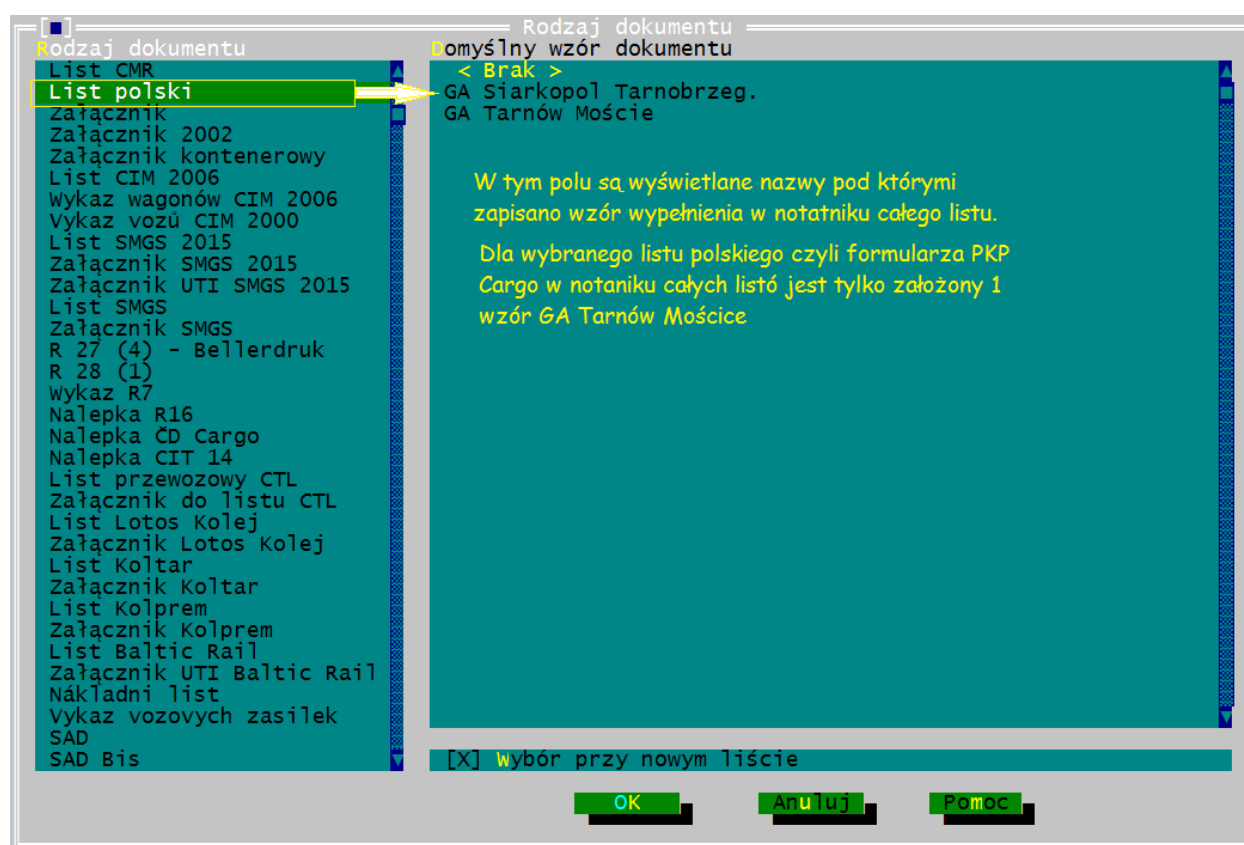 [■] Rodzaj dokumentu
Rodzaj dokumentu
List CMR
List polski
Załącznik
Załącznik 2002
Załącznik kontenerowy
List CIM 2006
Wykaz wagonów CIM 2006
Vykaz vozů CIM 2000
List SMGS 2015
Załącznik SMGS 2015
Załącznik UTI SMGS 2015
List SMGS
Załącznik SMGS
R 27 (4) - Bellerdruk
R 28 (1)
Wykaz R7
Nalepka R16
Nalepka ČD Cargo
Nalepka CIT 14
List przewozowy CTL
Załącznik do listu CTL
List Lotos Kolej
Załącznik Lotos Kolej
List Koltar
Załącznik Koltar
List Kolprem
Załącznik Kolprem
List Baltic Rail
Załącznik UTI Baltic Rail
Nákladni list
Vykaz vozovych zasilek
SAD
SAD Bis
Domyślny wzór dokumentu
< Brak >
GA Siarkopol Tarnobrzeg.
GA Tarnów Moście
W tym polu są wyświetlane nazwy pod którymi
zapisano wzór wypełnienia w notatniku całego listu.
Dla wybranego listu polskiego czyli formularza PKP
Cargo w notaniku całych listó jest tylko założony 1
wzór GA Tarnów Mościce
[X] Wybór przy nowym liście
OK Anuluj Pomoc